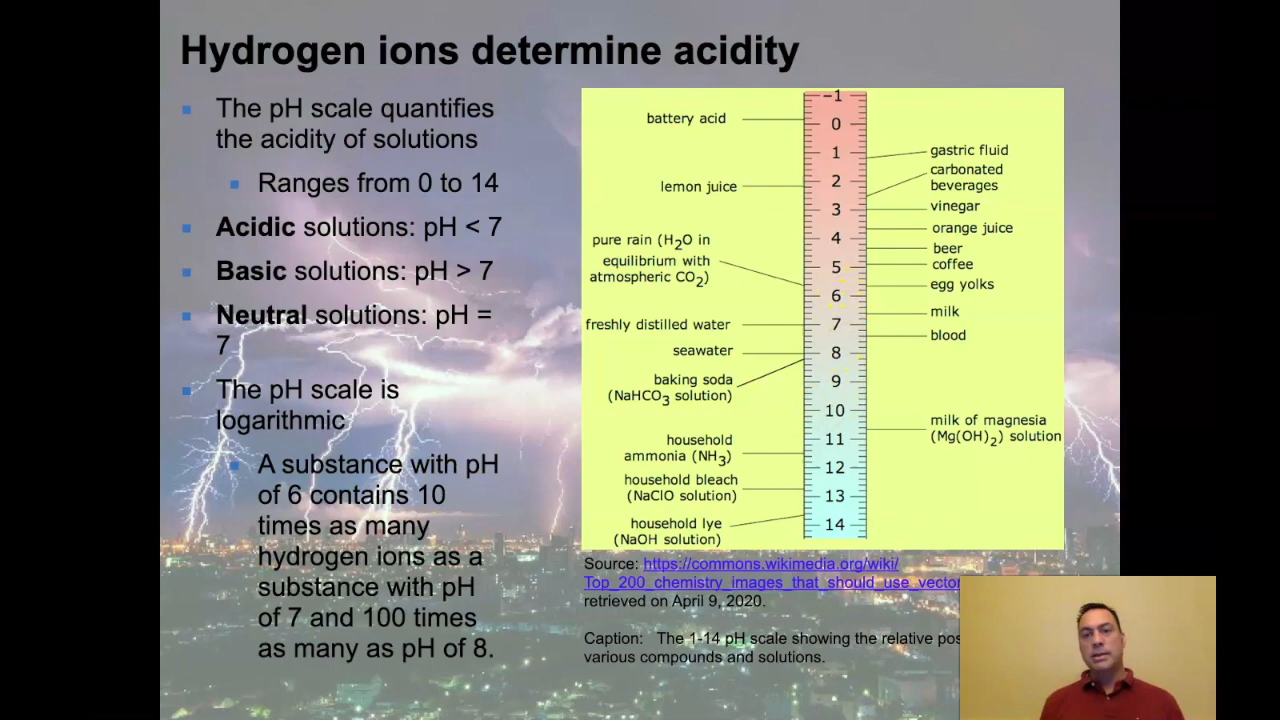 Hydrogen ions determine acidity
The pH scale quantifies
the acidity of solutions
Ranges from 0 to 14
Acidic solutions: pH < 7
Basic solutions: pH > 7
Neutral solutions: pH =
7
The pH scale is
logarithmic
A substance with pH
of 6 contains 10
times as many
hydrogen ions as a
substance with pH
of 7 and 100 times
as many as pH of 8.
battery acid
lemon juice
pure rain (H2O in
equilibrium with
atmospheric CO2)
freshly distilled water
seawater
baking soda
(NaHCO3 solution)
household
ammonia (NH3)
household bleach
(NaClO solution)
household lye
(NaOH solution)
−1
0
1
2
3
4
5
6
7
8
9
10
11
12
13
14
gastric fluid
carbonated
beverages
vinegar
orange juice
beer
coffee
egg yolks
milk
blood
milk of magnesia
(Mg(OH)2) solution
Source: https://commons.wikimedia.org/wiki/
Top_200_chemistry_images_that_should_use_vector
retrieved on April 9, 2020.
Caption: The 1-14 pH scale showing the relative
various compounds and solutions.